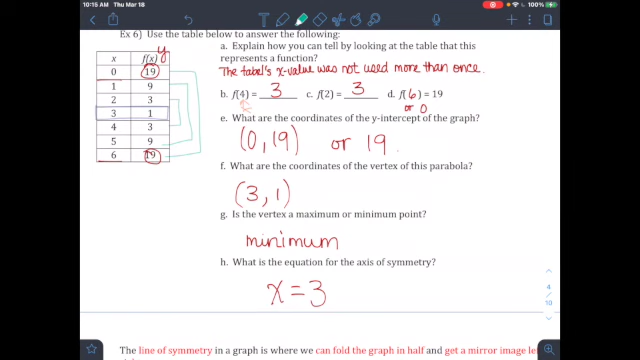 10:35 AM Thu Mar 18
Ex 6) Use the table below to answer the following:
y
x f(x)
0 19
1 9
2 3
3 1
4 3
5 9
6 19
a. Explain how you can tell by looking at the table that this
represents a function?
The tabel's x-value was not used more than once.
b. f(4) = 3 c. f(2) = 3 d. f(6) = 19
or 0
e. What are the coordinates of the y-intercept of the graph?
(0, 19) or 19.
f. What are the coordinates of the vertex of this parabola?
(3, 1)
g. Is the vertex a maximum or minimum point?
minimum
h. What is the equation for the axis of symmetry?
x = 3
4
/
10
The line of symmetry in a graph is where we can fold the graph in half and get a mirror image le